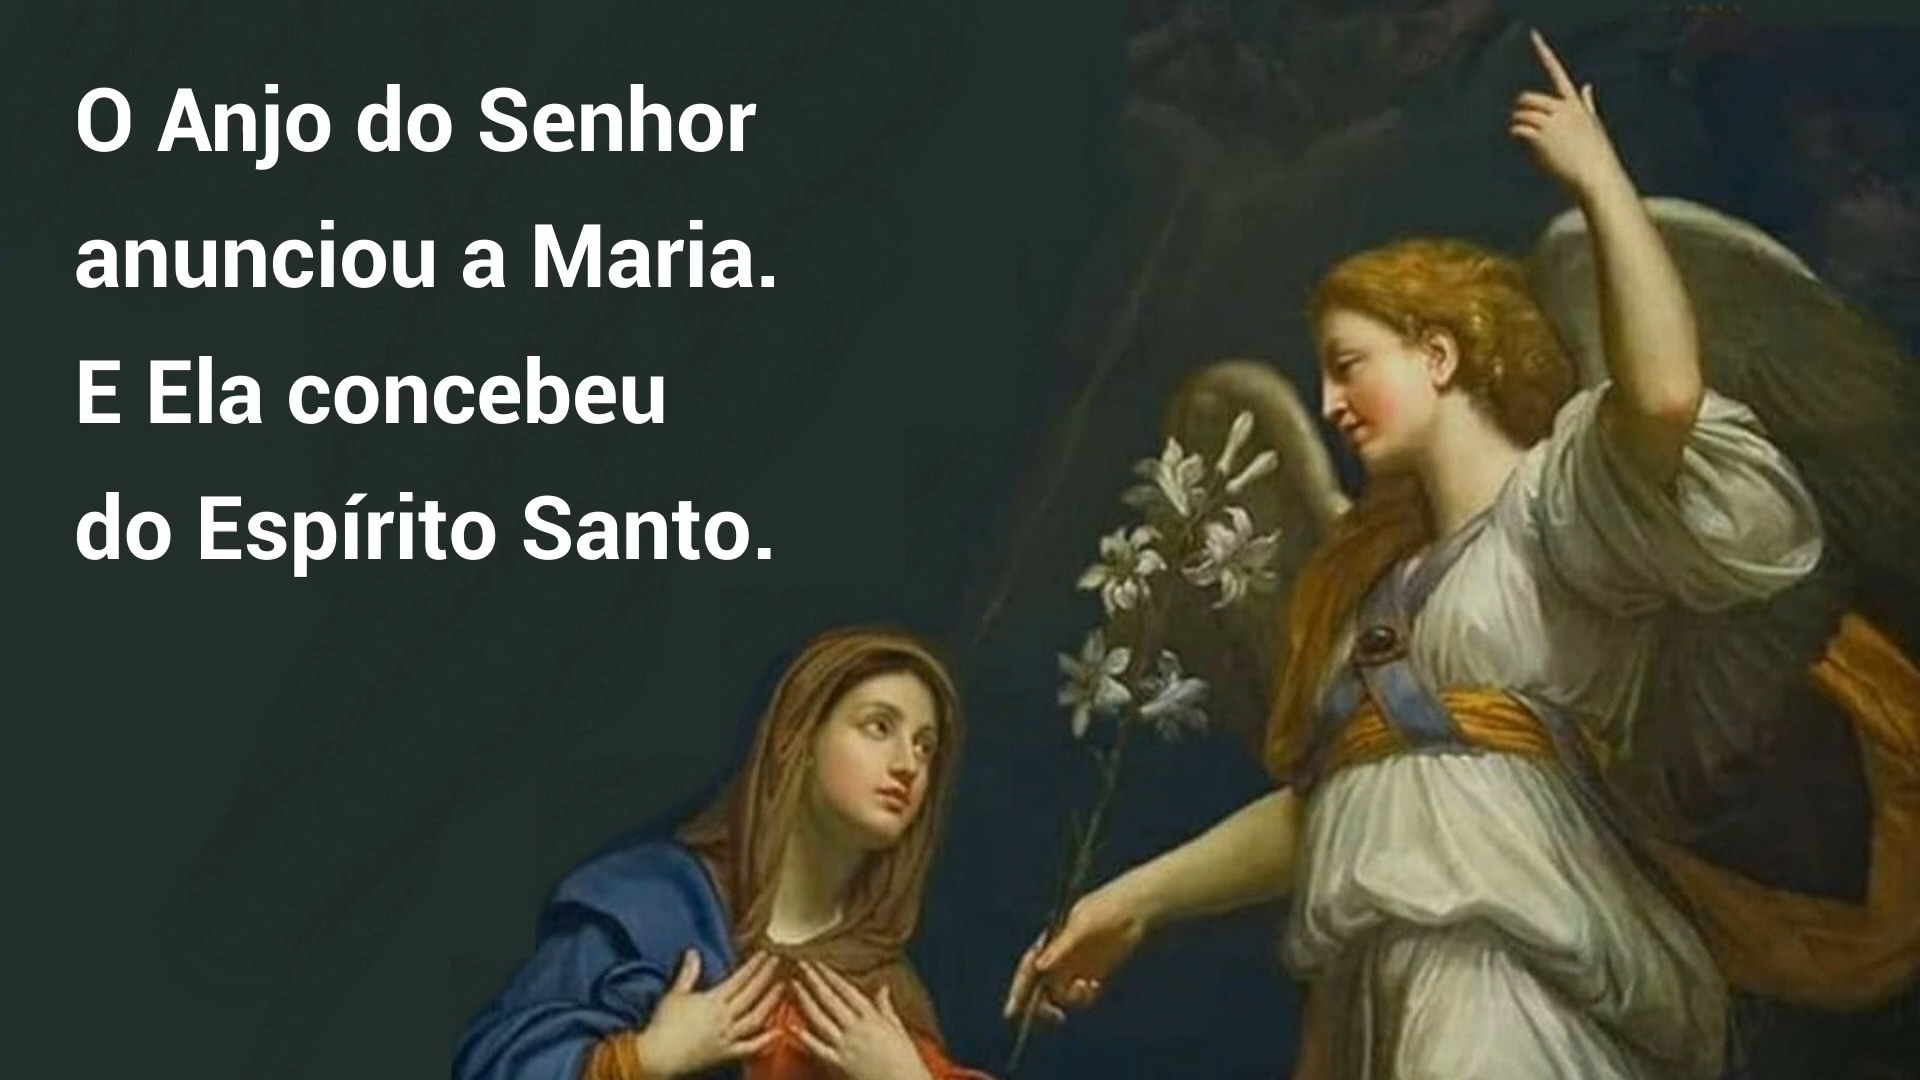 O Anjo do Senhor
anunciou a Maria.
E Ela concebeu
do Espírito Santo.